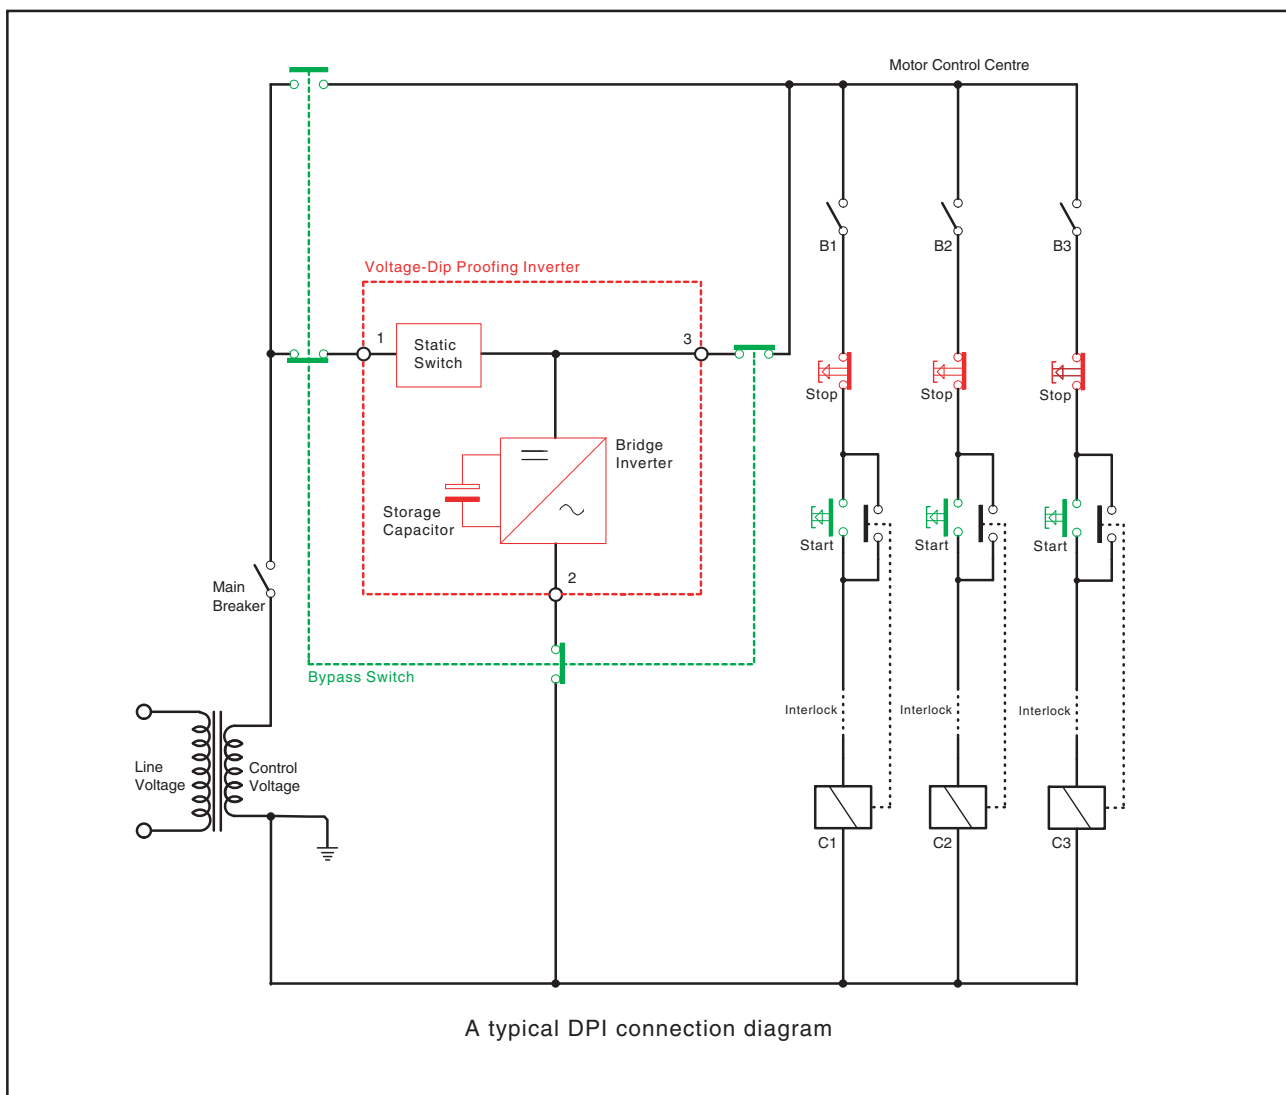 Motor Control Centre
B1
B2
B3
Voltage-Dip Proofing Inverter
1
Static
Switch
3
Stop
Stop
Stop
Bridge
Inverter
Storage
Capacitor
Start
Start
Start
2
Main
Breaker
Bypass Switch
Interlock
Interlock
Interlock
Line
Voltage
Control
Voltage
C1
C2
C3
A typical DPI connection diagram